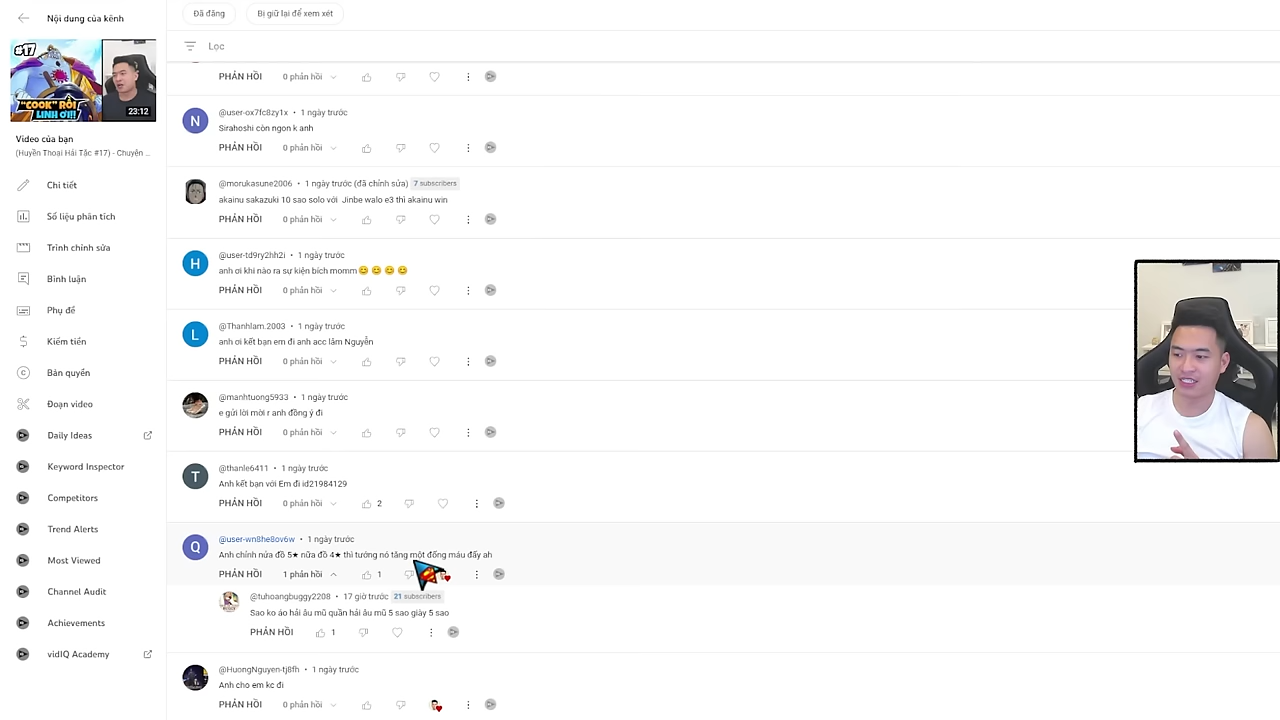 Nội dung của kênh
#17
"COOK" RỒI
LINH ƠI!!
23:12
Video của bạn
(Huyền Thoại Hải Tặc #17) - Chuyên ...
Chi tiết
Số liệu phân tích
Trình chỉnh sửa
Bình luận
Phụ đề
Kiếm tiền
Bản quyền
Đoạn video
Daily Ideas
Keyword Inspector
Competitors
Trend Alerts
Most Viewed
Channel Audit
Achievements
vidIQ Academy
Đã đăng
Bị giữ lại để xem xét
Lọc
PHẢN HỒI 0 phản hồi
N
@user-ox7fc8zy1x • 1 ngày trước
Sirahoshi còn ngon k anh
PHẢN HỒI 0 phản hồi
@morukasune2006 • 1 ngày trước (đã chỉnh sửa) 7 subscribers
akainu sakazuki 10 sao solo với Jinbe walo e3 thì akainu win
PHẢN HỒI 0 phản hồi
H
@user-td9ry2hh2i • 1 ngày trước
anh ơi khi nào ra sự kiện bích momm😊😊😊😊
PHẢN HỒI 0 phản hồi
L
@Thanhlam.2003 • 1 ngày trước
anh ơi kết bạn em đi anh acc lâm Nguyễn
PHẢN HỒI 0 phản hồi
@manhtuong5933 • 1 ngày trước
e gửi lời mời r anh đồng ý đi
PHẢN HỒI 0 phản hồi
T
@thanle6411 • 1 ngày trước
Anh kết bạn với Em đi id21984129
PHẢN HỒI 0 phản hồi 2
Q
@user-wn8he8ov6w • 1 ngày trước
Anh chỉnh nửa đồ 5★ nữa đồ 4★ thì tướng nó tăng một đống máu đấy ah
PHẢN HỒI 1 phản hồi 1
@tuhoangbuggy2208 • 17 giờ trước 21 subscribers
Sao ko áo hải âu mũ quần hải âu mũ 5 sao giày 5 sao
PHẢN HỒI 1
@HuongNguyen-tj8fh • 1 ngày trước
Anh cho em kc đi
PHẢN HỒI 0 phản hồi